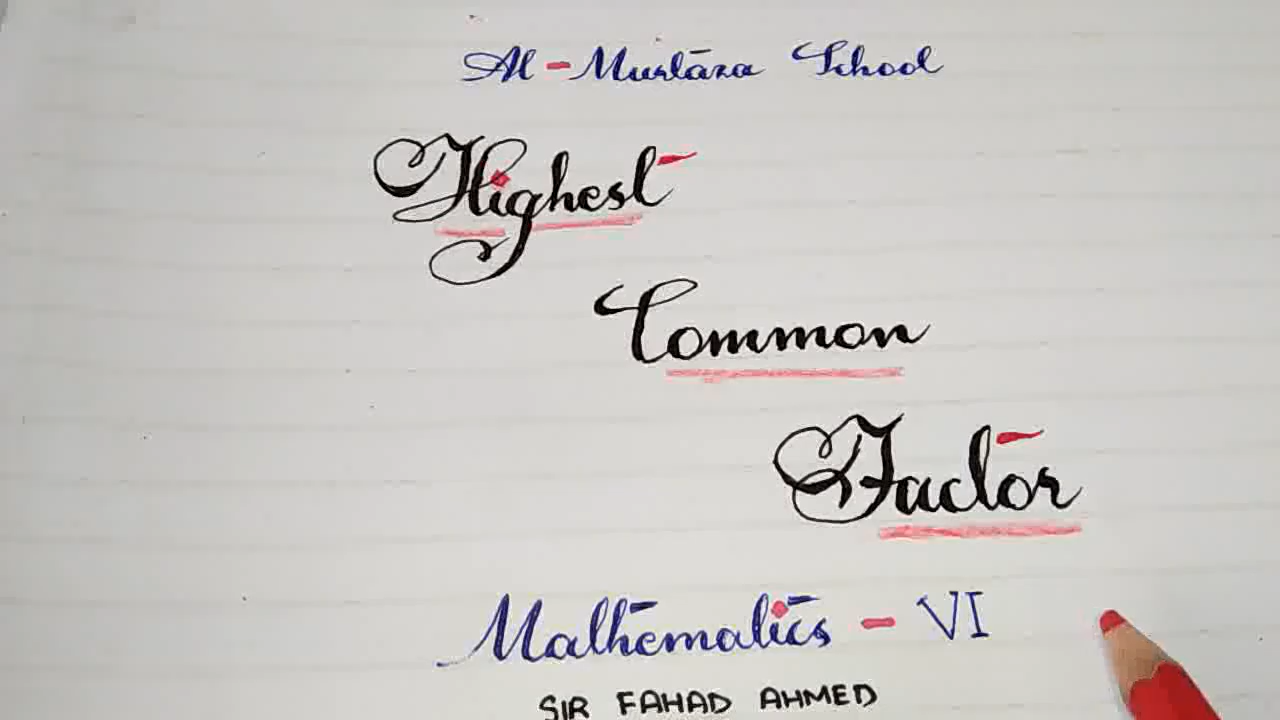 Al-Murtaza School
Highest
Common
Factor
Mathematics - VI
SIR FAHAD AHMED